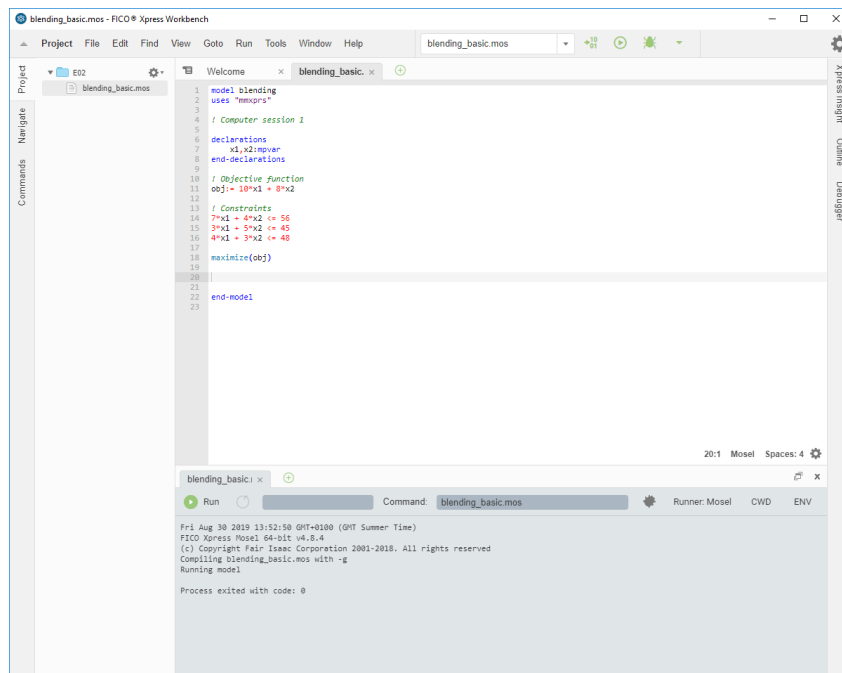 blending_basic.mos - FICO® Xpress Workbench
Project File Edit Find View Goto Run Tools Window Help blending_basic.mos
Project
Navigate
Commands
E02
blending_basic.mos
Welcome × blending_basic. ×
1 model blending
2 uses "mmxprs"
3
4 ! Computer session 1
5
6 declarations
7 x1,x2:mpvar
8 end-declarations
9
10 ! Objective function
11 obj:= 10*x1 + 8*x2
12
13 ! Constraints
14 7*x1 + 4*x2 <= 56
15 3*x1 + 5*x2 <= 45
16 4*x1 + 3*x2 <= 48
17
18 maximize(obj)
19
20
21
22 end-model
23
20:1 Mosel Spaces: 4
Xpress Insight
Outline
Debugger
blending_basic.ı ×
Run Command: blending_basic.mos Runner: Mosel CWD ENV
Fri Aug 30 2019 13:52:50 GMT+0100 (GMT Summer Time)
FICO Xpress Mosel 64-bit v4.8.4
(c) Copyright Fair Isaac Corporation 2001-2018. All rights reserved
Compiling blending_basic.mos with -g
Running model
Process exited with code: 0